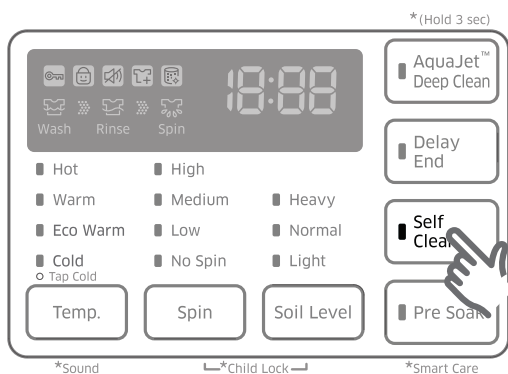 *(Hold 3 sec)
AquaJet™
Deep Clean
18:88
Wash Rinse Spin
Hot High
Delay
End
Warm Medium Heavy
Eco Warm Low Normal
Self
Clean
Cold No Spin Light
Tap Cold
Temp. Spin Soil Level Pre Soak
*Sound *Child Lock *Smart Care